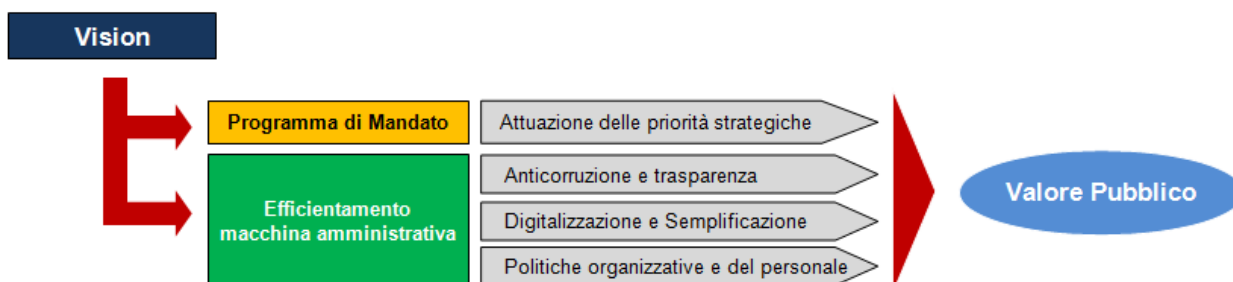 Vision
Programma di Mandato
Attuazione delle priorità strategiche
Efficientamento
macchina amministrativa
Anticorruzione e trasparenza
Digitalizzazione e Semplificazione
Politiche organizzative e del personale
Valore Pubblico